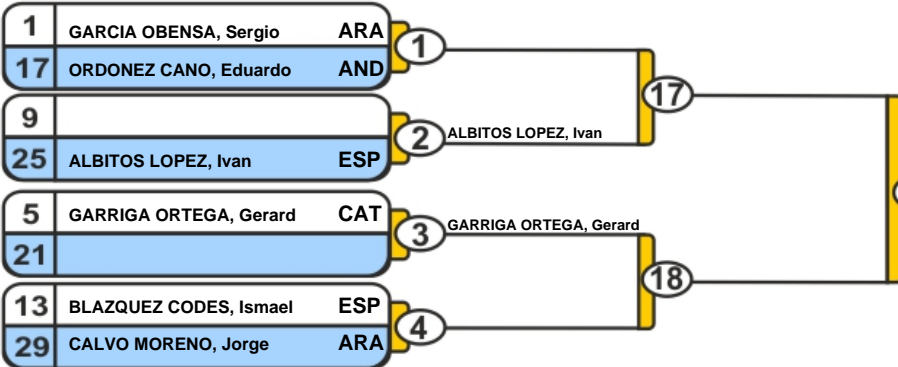 1 GARCIA OBENSA, Sergio ARA
17 ORDONEZ CANO, Eduardo AND
1
17
9
25 ALBITOS LOPEZ, Ivan ESP
2 ALBITOS LOPEZ, Ivan
5 GARRIGA ORTEGA, Gerard CAT
21
3 GARRIGA ORTEGA, Gerard
18
13 BLAZQUEZ CODES, Ismael ESP
29 CALVO MORENO, Jorge ARA
4